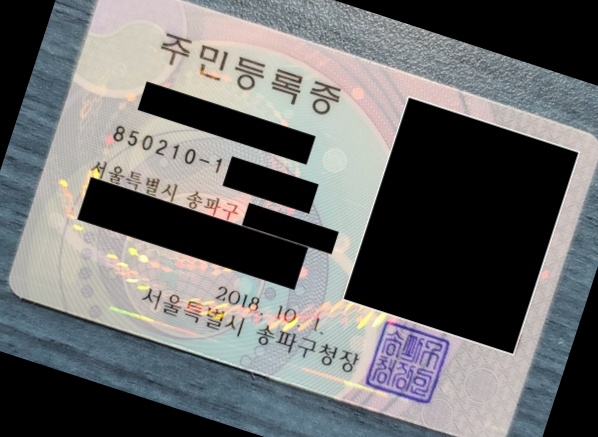 주민등록증
850210-1
서울특별시 송파구
2018. 10. 1.
서울특별시 송파구청장